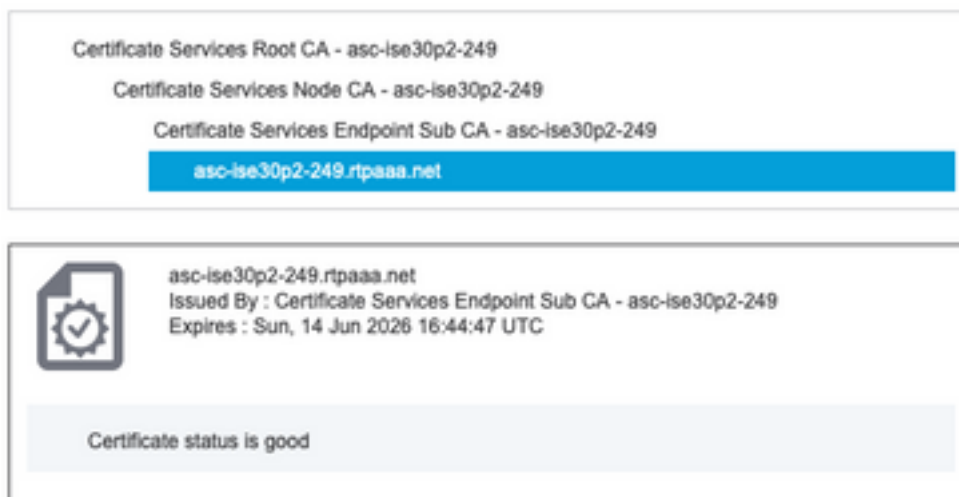 Certificate Services Root CA - asc-ise30p2-249
Certificate Services Node CA - asc-ise30p2-249
Certificate Services Endpoint Sub CA - asc-ise30p2-249
asc-ise30p2-249.rtpaaa.net
asc-ise30p2-249.rtpaaa.net
Issued By : Certificate Services Endpoint Sub CA - asc-ise30p2-249
Expires : Sun, 14 Jun 2026 16:44:47 UTC
Certificate status is good